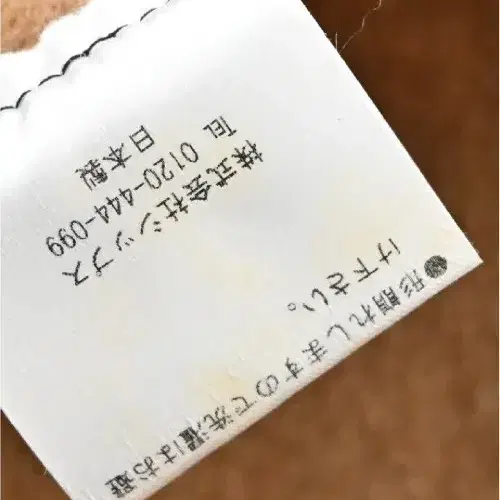 ●形崩れしますので洗濯はお避
け下さい。
株式会社シップス
TEL 0120-444-099
日本製